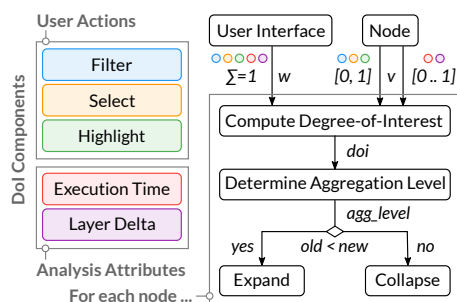 User Actions
DoI Components
Filter
Select
Highlight
Execution Time
Layer Delta
Analysis Attributes
For each node ...
User Interface
Node
∑=1
w
[0, 1]
v
[0 .. 1]
Compute Degree-of-Interest
doi
Determine Aggregation Level
agg_level
yes
old < new
no
Expand
Collapse